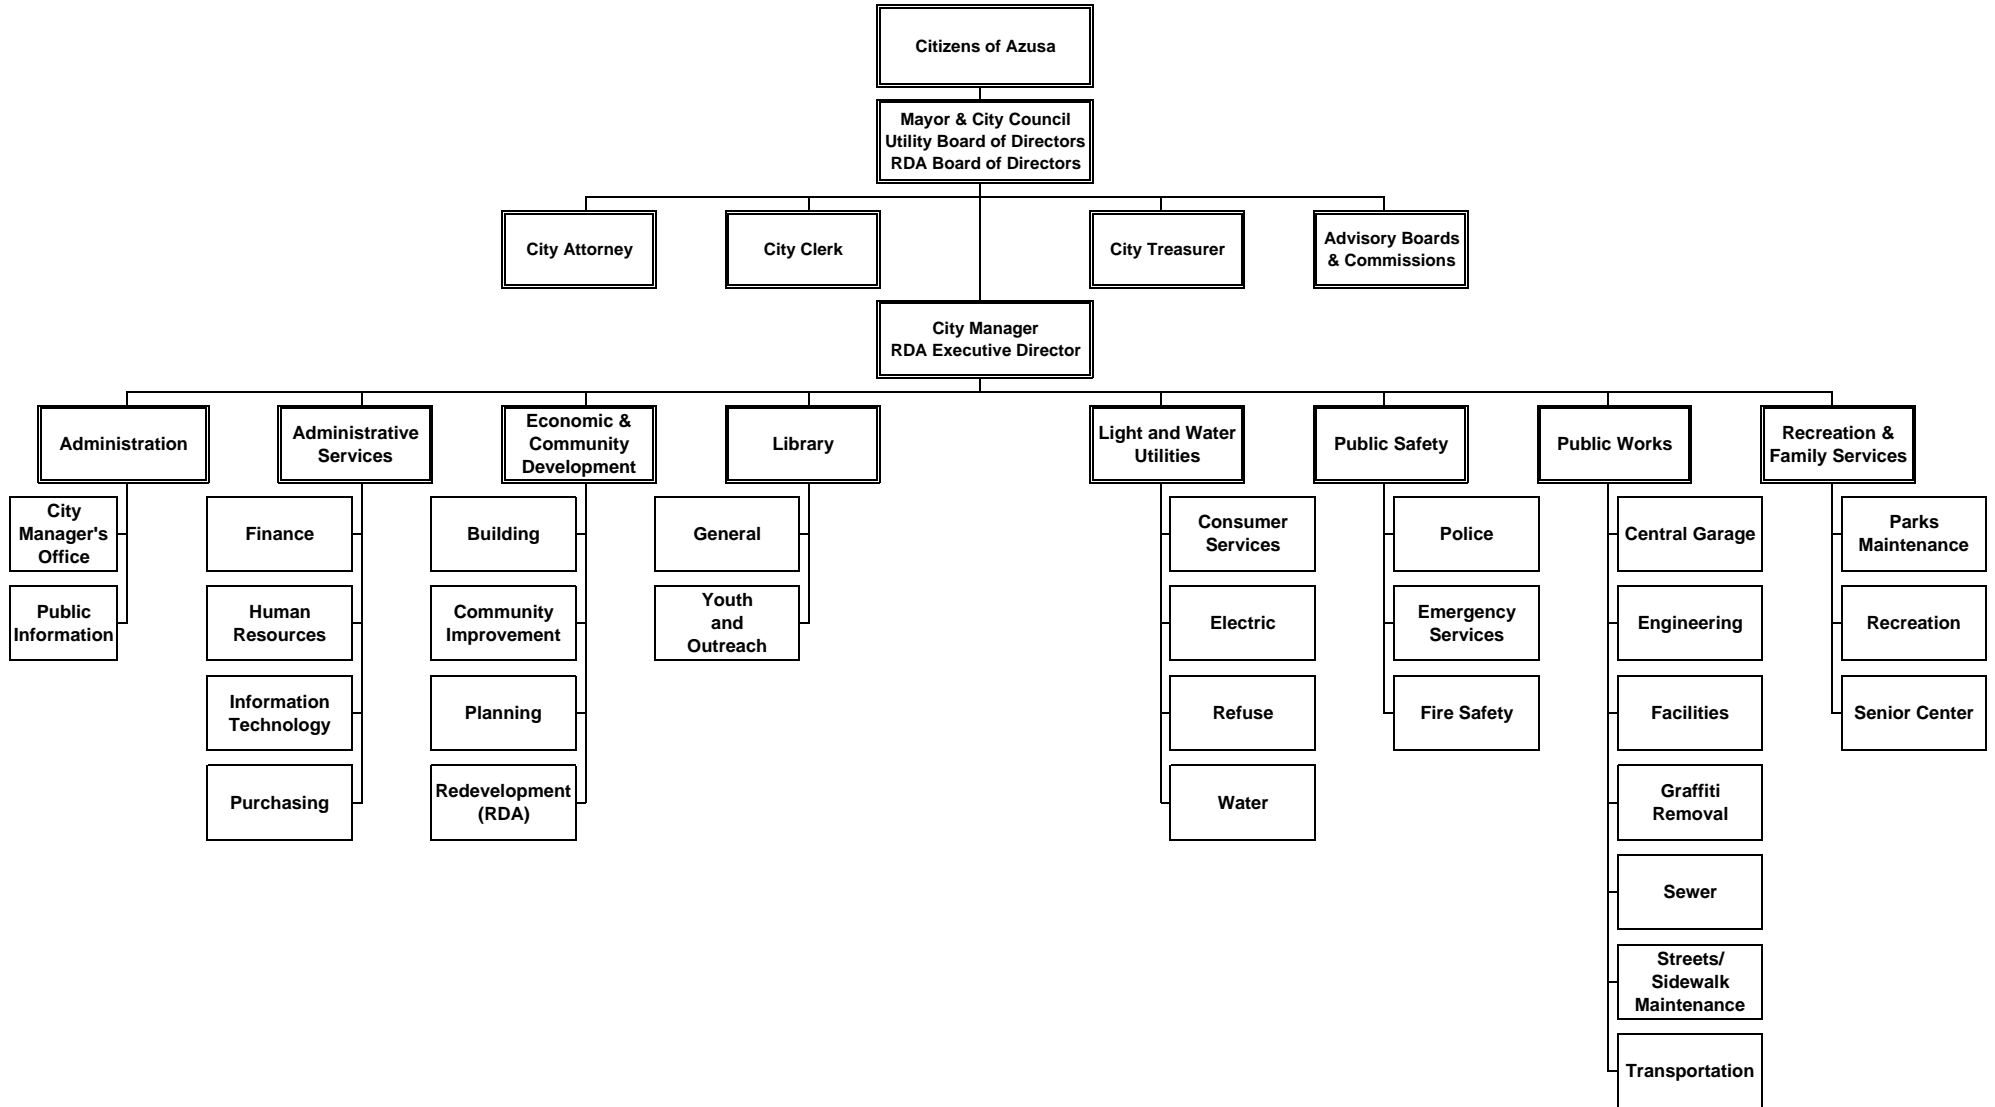 Citizens of Azusa
Mayor & City Council
Utility Board of Directors
RDA Board of Directors
City Attorney
City Clerk
City Treasurer
Advisory Boards
& Commissions
City Manager
RDA Executive Director
Administration
Administrative
Services
Economic &
Community
Development
Library
Light and Water
Utilities
Public Safety
Public Works
Recreation &
Family Services
City
Manager's
Office
Public
Information
Finance
Human
Resources
Information
Technology
Purchasing
Building
Community
Improvement
Planning
Redevelopment
(RDA)
General
Youth
and
Outreach
Consumer
Services
Electric
Refuse
Water
Police
Emergency
Services
Fire Safety
Central Garage
Engineering
Facilities
Graffiti
Removal
Sewer
Streets/
Sidewalk
Maintenance
Transportation
Parks
Maintenance
Recreation
Senior Center